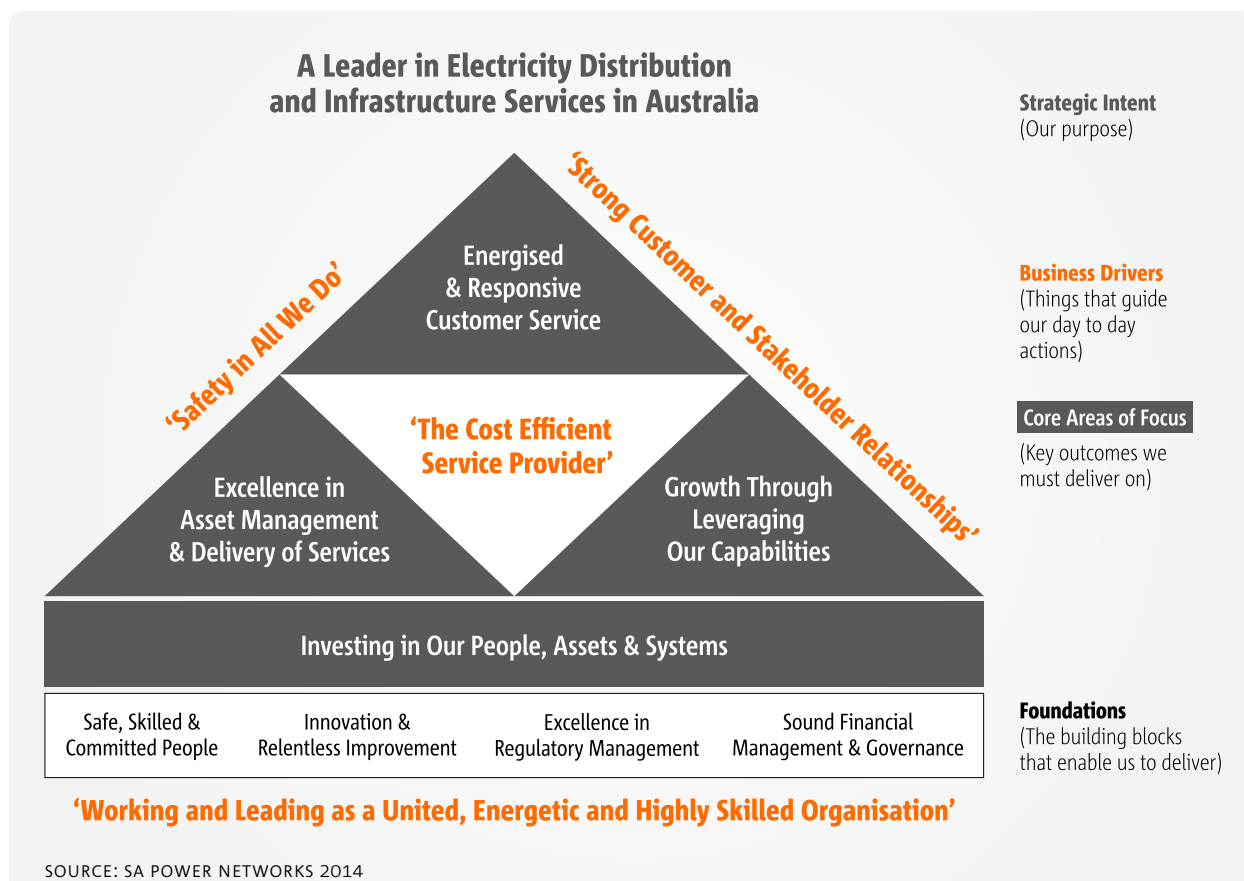 A Leader in Electricity Distribution
and Infrastructure Services in Australia
Strategic Intent
(Our purpose)
‘Safety in All We Do’
‘Strong Customer and Stakeholder Relationships’
Energised
& Responsive
Customer Service
Business Drivers
(Things that guide
our day to day
actions)
‘The Cost Efficient
Service Provider’
Core Areas of Focus
(Key outcomes we
must deliver on)
Excellence in
Asset Management
& Delivery of Services
Growth Through
Leveraging
Our Capabilities
Investing in Our People, Assets & Systems
Safe, Skilled &
Committed People
Innovation &
Relentless Improvement
Excellence in
Regulatory Management
Sound Financial
Management & Governance
Foundations
(The building blocks
that enable us to deliver)
‘Working and Leading as a United, Energetic and Highly Skilled Organisation’
SOURCE: SA POWER NETWORKS 2014